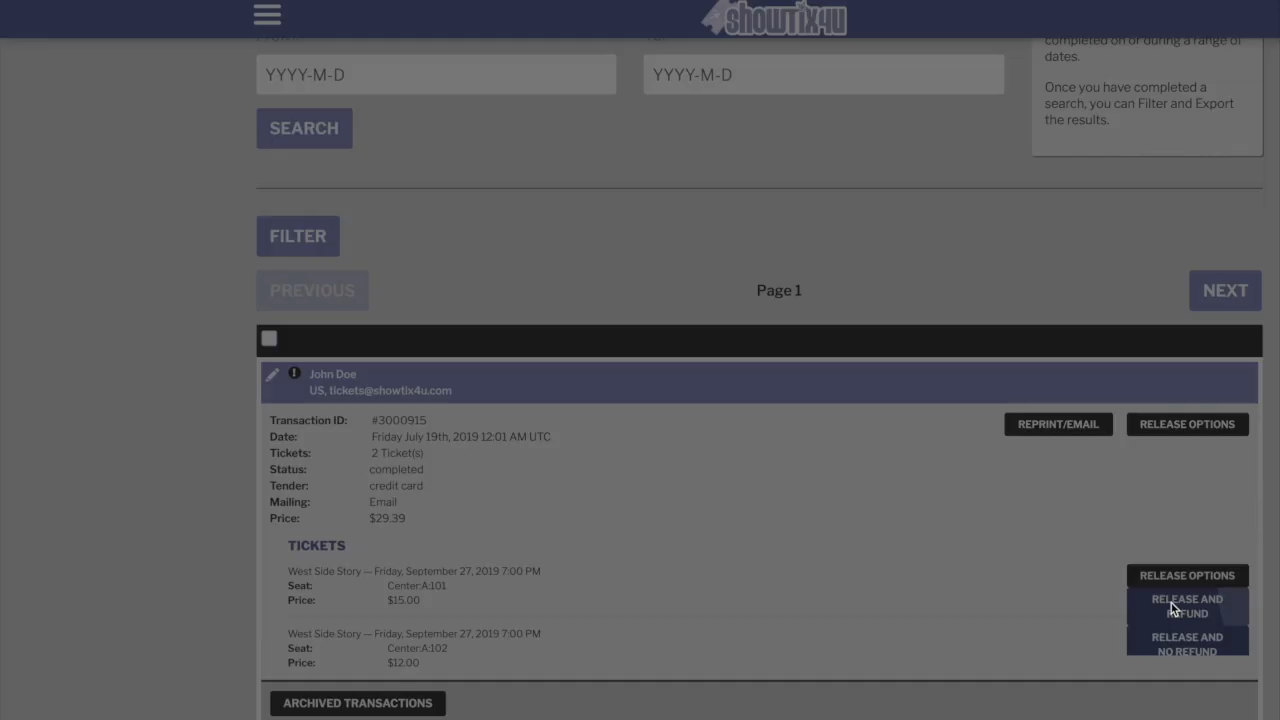 showtix4u
completed on or during a range of
dates.
YYYY-M-D YYYY-M-D
Once you have completed a
search, you can Filter and Export
the results.
SEARCH
FILTER
PREVIOUS Page 1 NEXT
John Doe
US, tickets@showtix4u.com
Transaction ID: #3000915 REPRINT/EMAIL RELEASE OPTIONS
Date: Friday July 19th, 2019 12:01 AM UTC
Tickets: 2 Ticket(s)
Status: completed
Tender: credit card
Mailing: Email
Price: $29.39
TICKETS
West Side Story — Friday, September 27, 2019 7:00 PM RELEASE OPTIONS
Seat: Center:A:101
Price: $15.00
RELEASE AND
REFUND
West Side Story — Friday, September 27, 2019 7:00 PM
Seat: Center:A:102
Price: $12.00
RELEASE AND
NO REFUND
ARCHIVED TRANSACTIONS